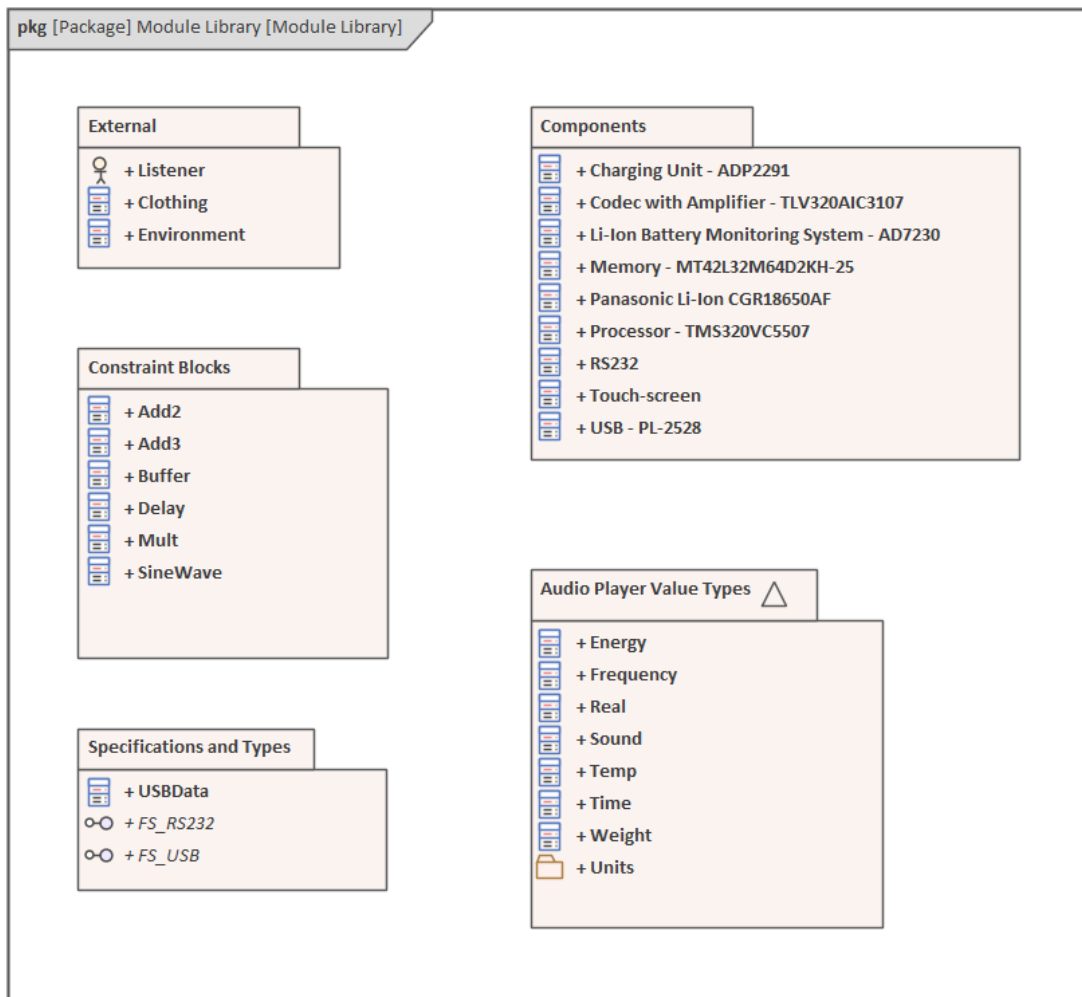 pkg [Package] Module Library [Module Library]
External
+ Listener
+ Clothing
+ Environment
Components
+ Charging Unit - ADP2291
+ Codec with Amplifier - TLV320AIC3107
+ Li-Ion Battery Monitoring System - AD7230
+ Memory - MT42L32M64D2KH-25
+ Panasonic Li-Ion CGR18650AF
+ Processor - TMS320VC5507
+ RS232
+ Touch-screen
+ USB - PL-2528
Constraint Blocks
+ Add2
+ Add3
+ Buffer
+ Delay
+ Mult
+ SineWave
Audio Player Value Types
+ Energy
+ Frequency
+ Real
+ Sound
+ Temp
+ Time
+ Weight
+ Units
Specifications and Types
+ USBData
+ FS_RS232
+ FS_USB